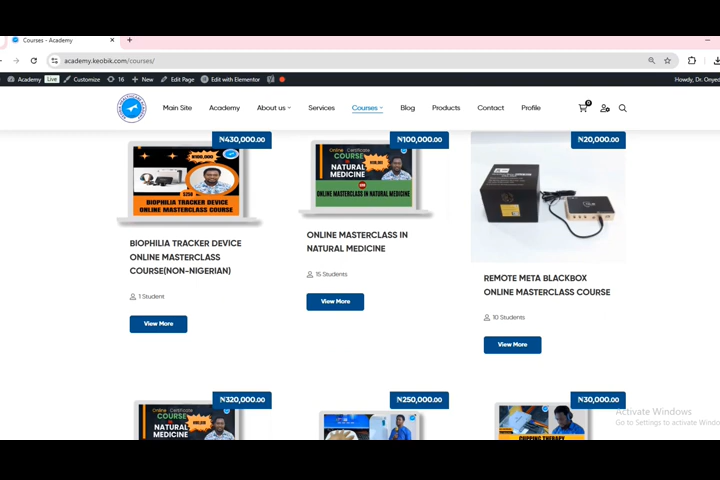 Courses - Academy
academy.keobik.com/courses/
Academy Live Customize 16 New Edit Page Edit with Elementor Howdy, Dr. Onyed
Main Site Academy About us Services Courses Blog Products Contact Profile 0
₦430,000.00 ₦100,000.00 ₦20,000.00
BIOPHILIA TRACKER DEVICE
ONLINE MASTERCLASS COURSE
Online Certificate
COURSE
NATURAL
MEDICINE
ONLINE MASTERCLASS IN NATURAL MEDICINE
BIOPHILIA TRACKER DEVICE
ONLINE MASTERCLASS
COURSE(NON-NIGERIAN)
1 Student
View More
ONLINE MASTERCLASS IN
NATURAL MEDICINE
15 Students
View More
REMOTE META BLACKBOX
ONLINE MASTERCLASS COURSE
10 Students
View More
₦320,000.00 ₦250,000.00 ₦30,000.00
Online Certificate
COURSE
NATURAL
MEDICINE
CUPPING THERAPY
Activate Windows
Go to Settings to activate Window